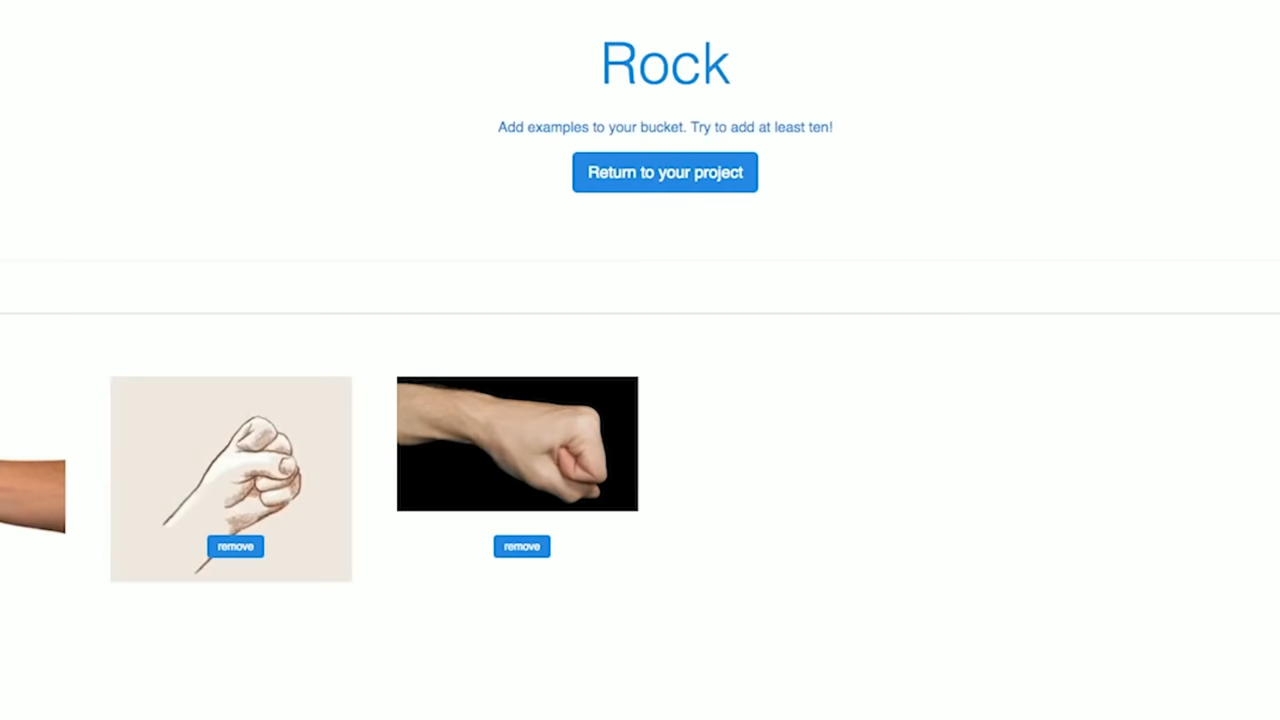 Rock
Add examples to your bucket. Try to add at least ten!
Return to your project
remove
remove